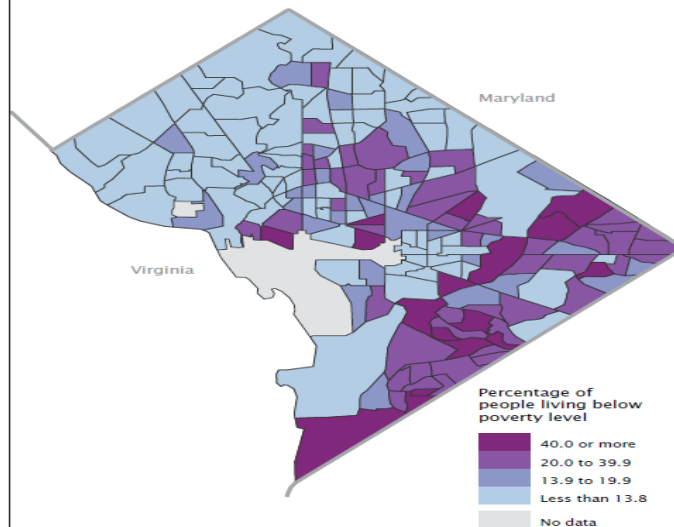 Maryland
Virginia
Percentage of
people living below
poverty level
40.0 or more
20.0 to 39.9
13.9 to 19.9
Less than 13.8
No data